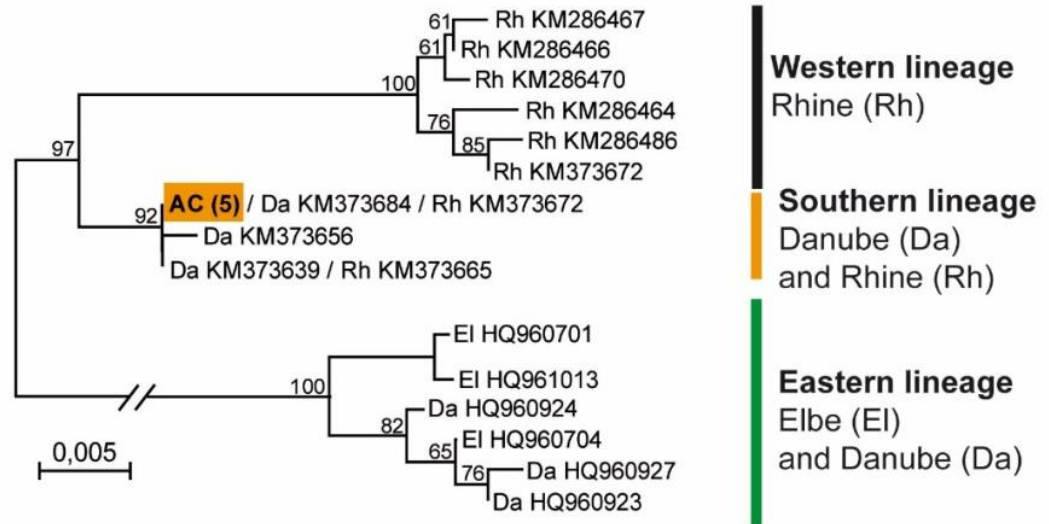 61
Rh KM286467
61
Rh KM286466
Rh KM286470
100
Rh KM286464
76
Rh KM286486
85
Rh KM373672
97
AC (5) / Da KM373684 / Rh KM373672
92
Da KM373656
Da KM373639 / Rh KM373665
El HQ960701
El HQ961013
100
Da HQ960924
82
El HQ960704
65
Da HQ960927
76
Da HQ960923
0,005
Western lineage
Rhine (Rh)
Southern lineage
Danube (Da)
and Rhine (Rh)
Eastern lineage
Elbe (El)
and Danube (Da)